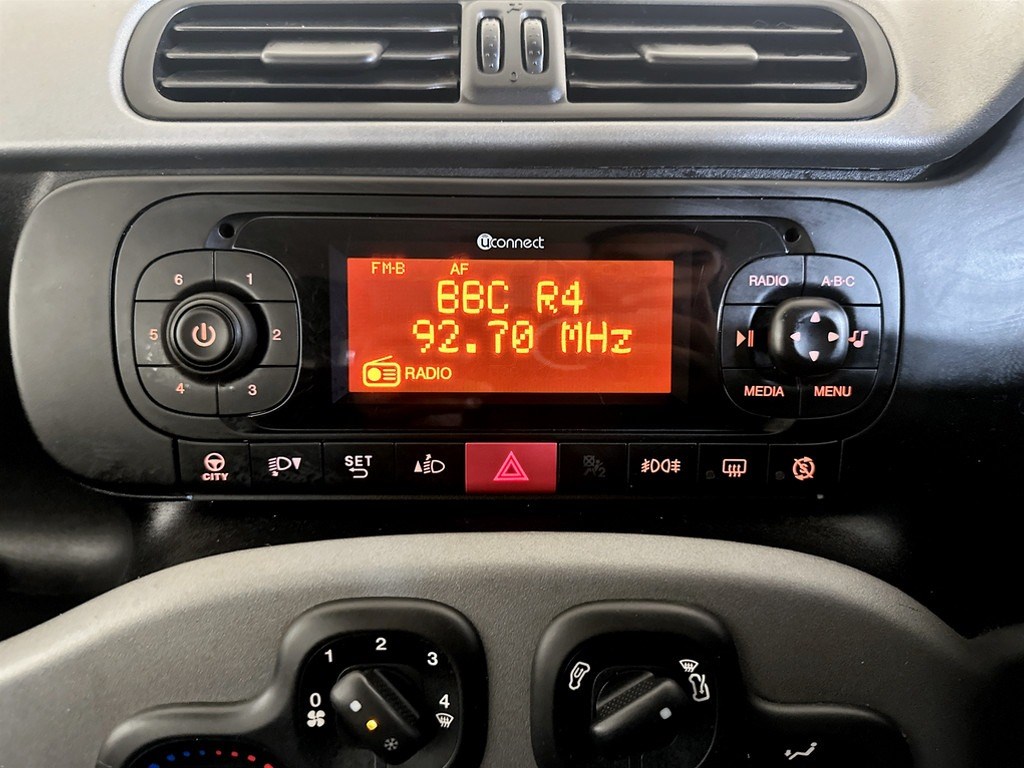 uconnect
FM-B AF
BBC R4
92.70 MHz
RADIO
6 1
5 2
4 3
RADIO A·B·C
MEDIA MENU
CITY
SET
0 1 2 3 4